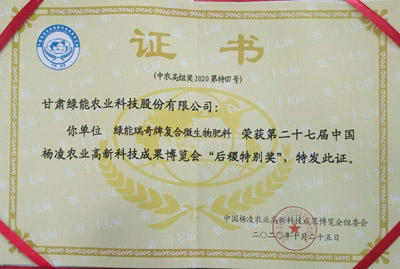 证书
(中农高组奖2020第特07号)
甘肃绿能农业科技股份有限公司:
你单位 绿能瑞奇牌复合微生物肥料 荣获第二十七届中国
杨凌农业高新科技成果博览会“后稷特别奖”,特发此证。
中国杨凌农业高新科技成果博览会组委会
二〇二〇年十月二十五日